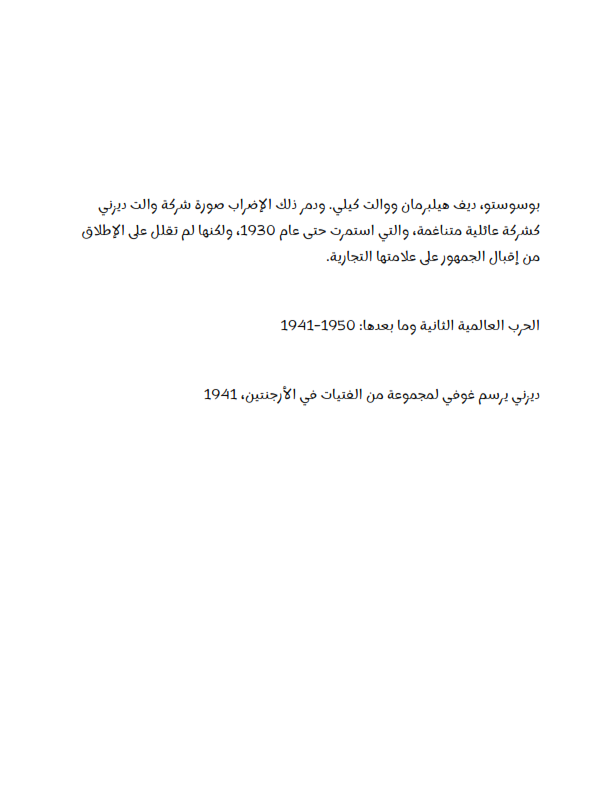 بوسوستو، ديف هيلبرمان ووالت كيلي. ودمر ذلك الإضراب صورة شركة والت ديزني
كشركة عائلية متناغمة، والتي استمرت حتى عام 1930، ولكنها لم تقلل على الإطلاق
من إقبال الجمهور على علامتها التجارية.
الحرب العالمية الثانية وما بعدها: 1950-1941
ديزني يرسم غوفي لمجموعة من الفتيات في الأرجنتين، 1941